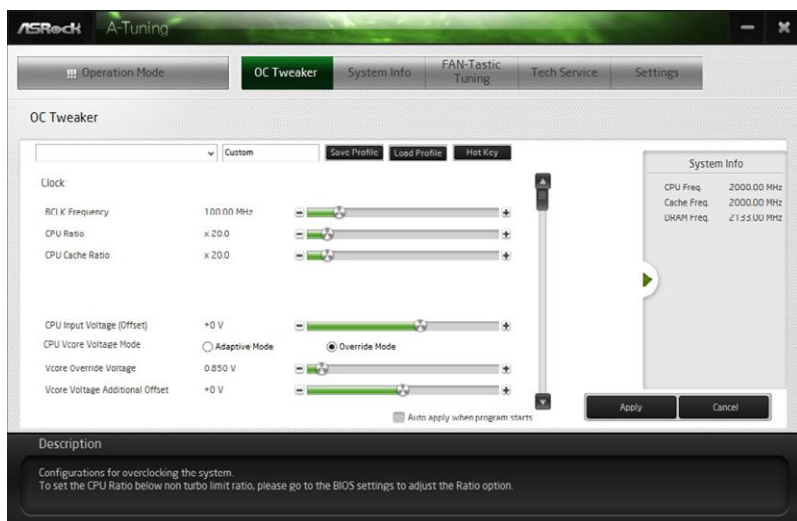 ASRock A-Tuning
Operation Mode
OC Tweaker
System Info
FAN-Tastic
Tuning
Tech Service
Settings
OC Tweaker
Custom
Save Profile
Load Profile
Hot Key
Clock
BCLK Frequency 100.00 MHz
CPU Ratio x 20.0
CPU Cache Ratio x 20.0
CPU Input Voltage (Offset) +0 V
CPU Vcore Voltage Mode Adaptive Mode Override Mode
Vcore Override Voltage 0.850 V
Vcore Voltage Additional Offset +0 V
Auto apply when program starts
System Info
CPU Freq. 2000.00 MHz
Cache Freq. 2000.00 MHz
DRAM Freq. 2133.00 MHz
Apply
Cancel
Description
Configurations for overclocking the system.
To set the CPU Ratio below non turbo limit ratio, please go to the BIOS settings to adjust the Ratio option.